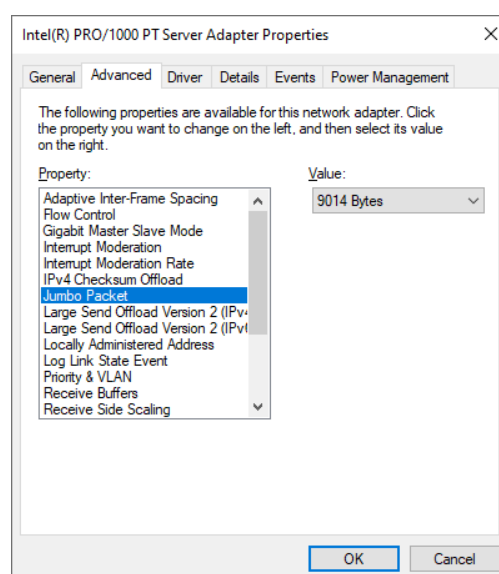 Intel(R) PRO/1000 PT Server Adapter Properties
General Advanced Driver Details Events Power Management
The following properties are available for this network adapter. Click
the property you want to change on the left, and then select its value
on the right.
Property: Value:
9014 Bytes
Adaptive Inter-Frame Spacing
Flow Control
Gigabit Master Slave Mode
Interrupt Moderation
Interrupt Moderation Rate
IPv4 Checksum Offload
Jumbo Packet
Large Send Offload Version 2 (IPv4
Large Send Offload Version 2 (IPv
Locally Administered Address
Log Link State Event
Priority & VLAN
Receive Buffers
Receive Side Scaling
OK Cancel